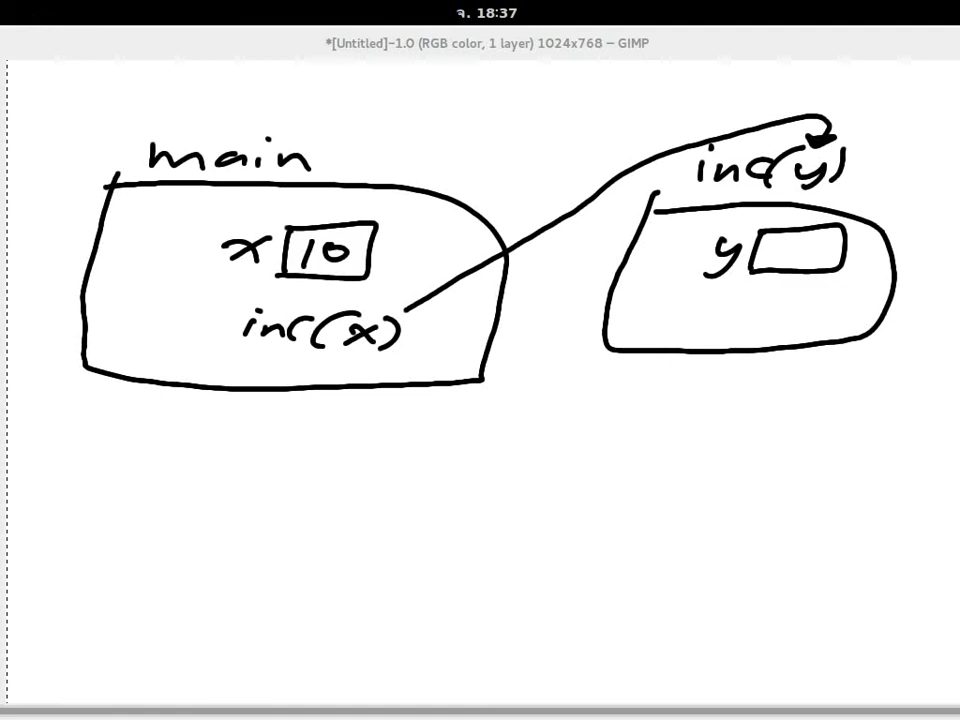 จ. 18:37
*[Untitled]-1.0 (RGB color, 1 layer) 1024x768 – GIMP
main
inc(y)
x 10
y
inc(x)